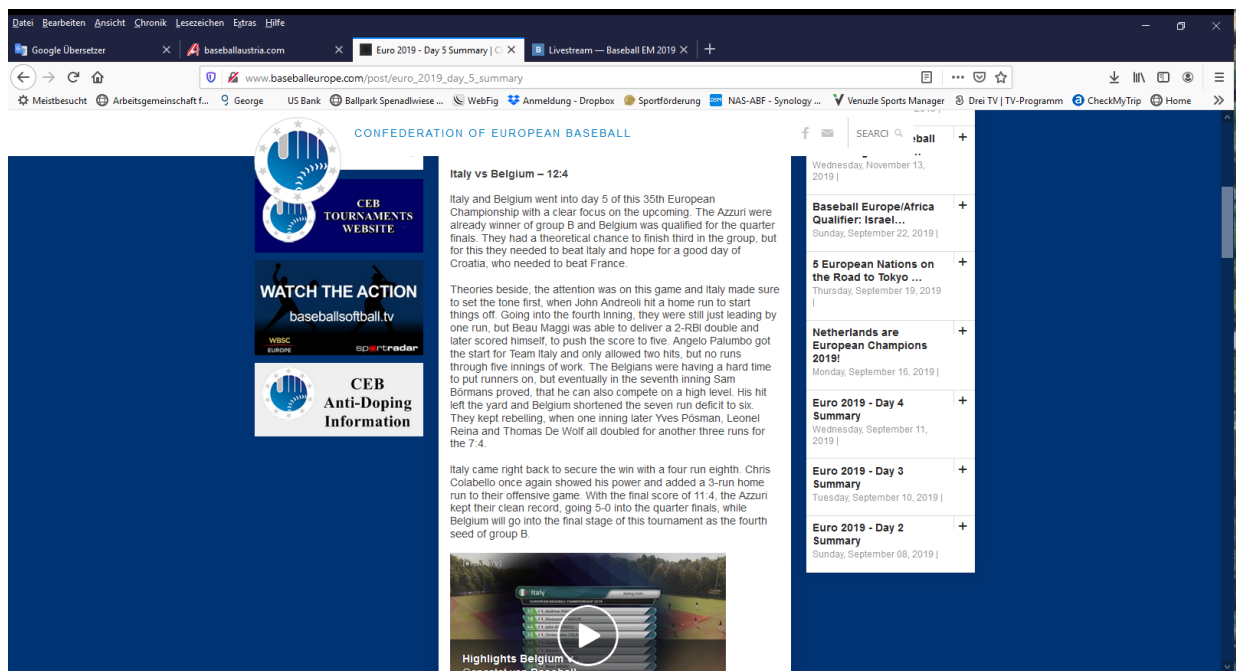 Datei Bearbeiten Ansicht Chronik Lesezeichen Extras Hilfe
Google Übersetzer
baseballaustria.com
Euro 2019 - Day 5 Summary | C
Livestream — Baseball EM 2019
www.baseballeurope.com/post/euro_2019_day_5_summary
Meistbesucht Arbeitsgemeinschaft f... George US Bank Ballpark Spenadlwiese ... WebFig Anmeldung - Dropbox Sportförderung NAS-ABF - Synology ... Venuzle Sports Manager Drei TV | TV-Programm CheckMyTrip Home
CONFEDERATION OF EUROPEAN BASEBALL
SEARCI
CEB
TOURNAMENTS
WEBSITE
WATCH THE ACTION
baseballsoftball.tv
WBSC
EUROPE
sportradar
CEB
Anti-Doping
Information
Italy vs Belgium – 12:4
Italy and Belgium went into day 5 of this 35th European
Championship with a clear focus on the upcoming. The Azzuri were
already winner of group B and Belgium was qualified for the quarter
finals. They had a theoretical chance to finish third in the group, but
for this they needed to beat Italy and hope for a good day of
Croatia, who needed to beat France.
Theories beside, the attention was on this game and Italy made sure
to set the tone first, when John Andreoli hit a home run to start
things off. Going into the fourth Inning, they were still just leading by
one run, but Beau Maggi was able to deliver a 2-RBI double and
later scored himself, to push the score to five. Angelo Palumbo got
the start for Team Italy and only allowed two hits, but no runs
through five innings of work. The Belgians were having a hard time
to put runners on, but eventually in the seventh inning Sam
Börmans proved, that he can also compete on a high level. His hit
left the yard and Belgium shortened the seven run deficit to six.
They kept rebelling, when one inning later Yves Pösman, Leonel
Reina and Thomas De Wolf all doubled for another three runs for
the 7:4.
Italy came right back to secure the win with a four run eighth. Chris
Colabello once again showed his power and added a 3-run home
run to their offensive game. With the final score of 11:4, the Azzuri
kept their clean record, going 5-0 into the quarter finals, while
Belgium will go into the final stage of this tournament as the fourth
seed of group B.
Italy
Highlights Belgium v
eball
Wednesday, November 13,
2019 |
Baseball Europe/Africa
Qualifier: Israel...
Sunday, September 22, 2019 |
5 European Nations on
the Road to Tokyo ...
Thursday, September 19, 2019
|
Netherlands are
European Champions
2019!
Monday, September 16, 2019 |
Euro 2019 - Day 4
Summary
Wednesday, September 11,
2019 |
Euro 2019 - Day 3
Summary
Tuesday, September 10, 2019 |
Euro 2019 - Day 2
Summary
Sunday, September 08, 2019 |